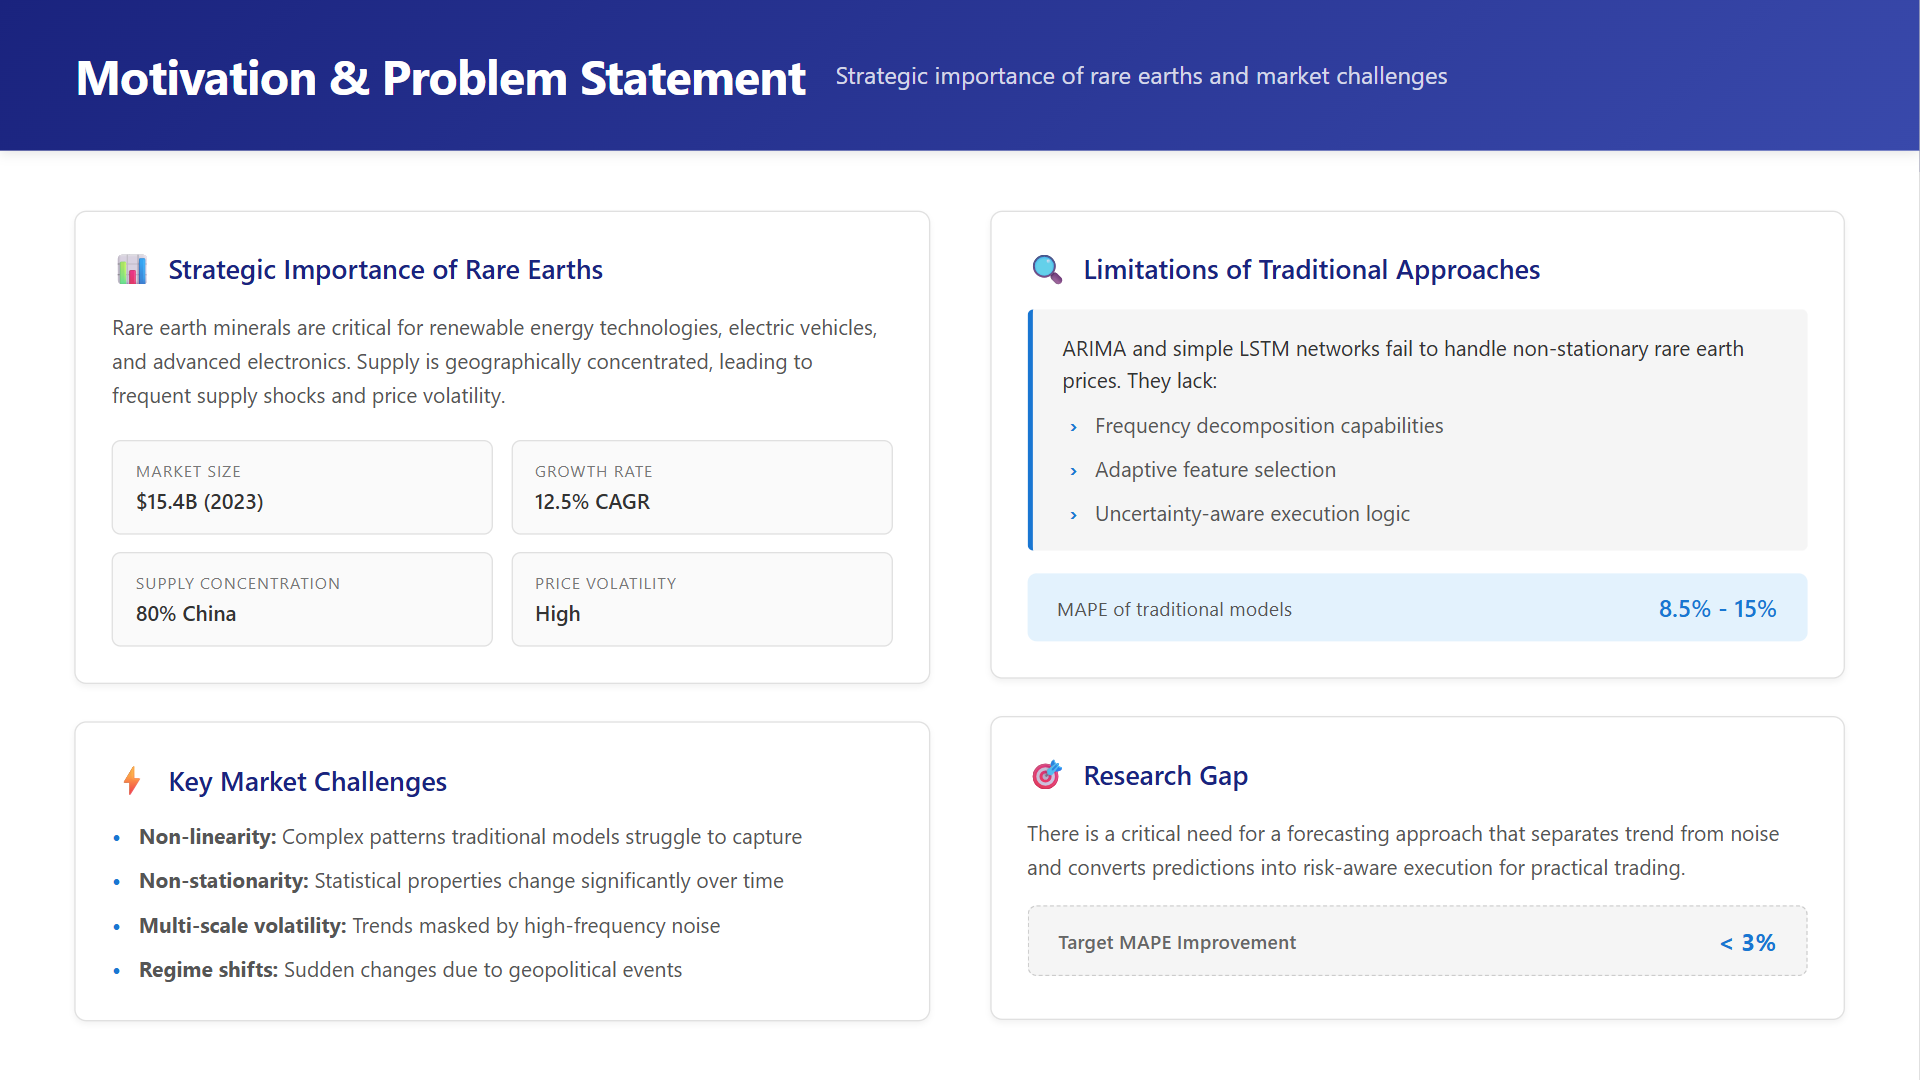 Motivation & Problem Statement
Strategic importance of rare earths and market challenges
Strategic Importance of Rare Earths
Rare earth minerals are critical for renewable energy technologies, electric vehicles,
and advanced electronics. Supply is geographically concentrated, leading to
frequent supply shocks and price volatility.
MARKET SIZE
$15.4B (2023)
GROWTH RATE
12.5% CAGR
SUPPLY CONCENTRATION
80% China
PRICE VOLATILITY
High
Key Market Challenges
• Non-linearity: Complex patterns traditional models struggle to capture
• Non-stationarity: Statistical properties change significantly over time
• Multi-scale volatility: Trends masked by high-frequency noise
• Regime shifts: Sudden changes due to geopolitical events
Limitations of Traditional Approaches
ARIMA and simple LSTM networks fail to handle non-stationary rare earth
prices. They lack:
› Frequency decomposition capabilities
› Adaptive feature selection
› Uncertainty-aware execution logic
MAPE of traditional models
8.5% - 15%
Research Gap
There is a critical need for a forecasting approach that separates trend from noise
and converts predictions into risk-aware execution for practical trading.
Target MAPE Improvement
< 3%